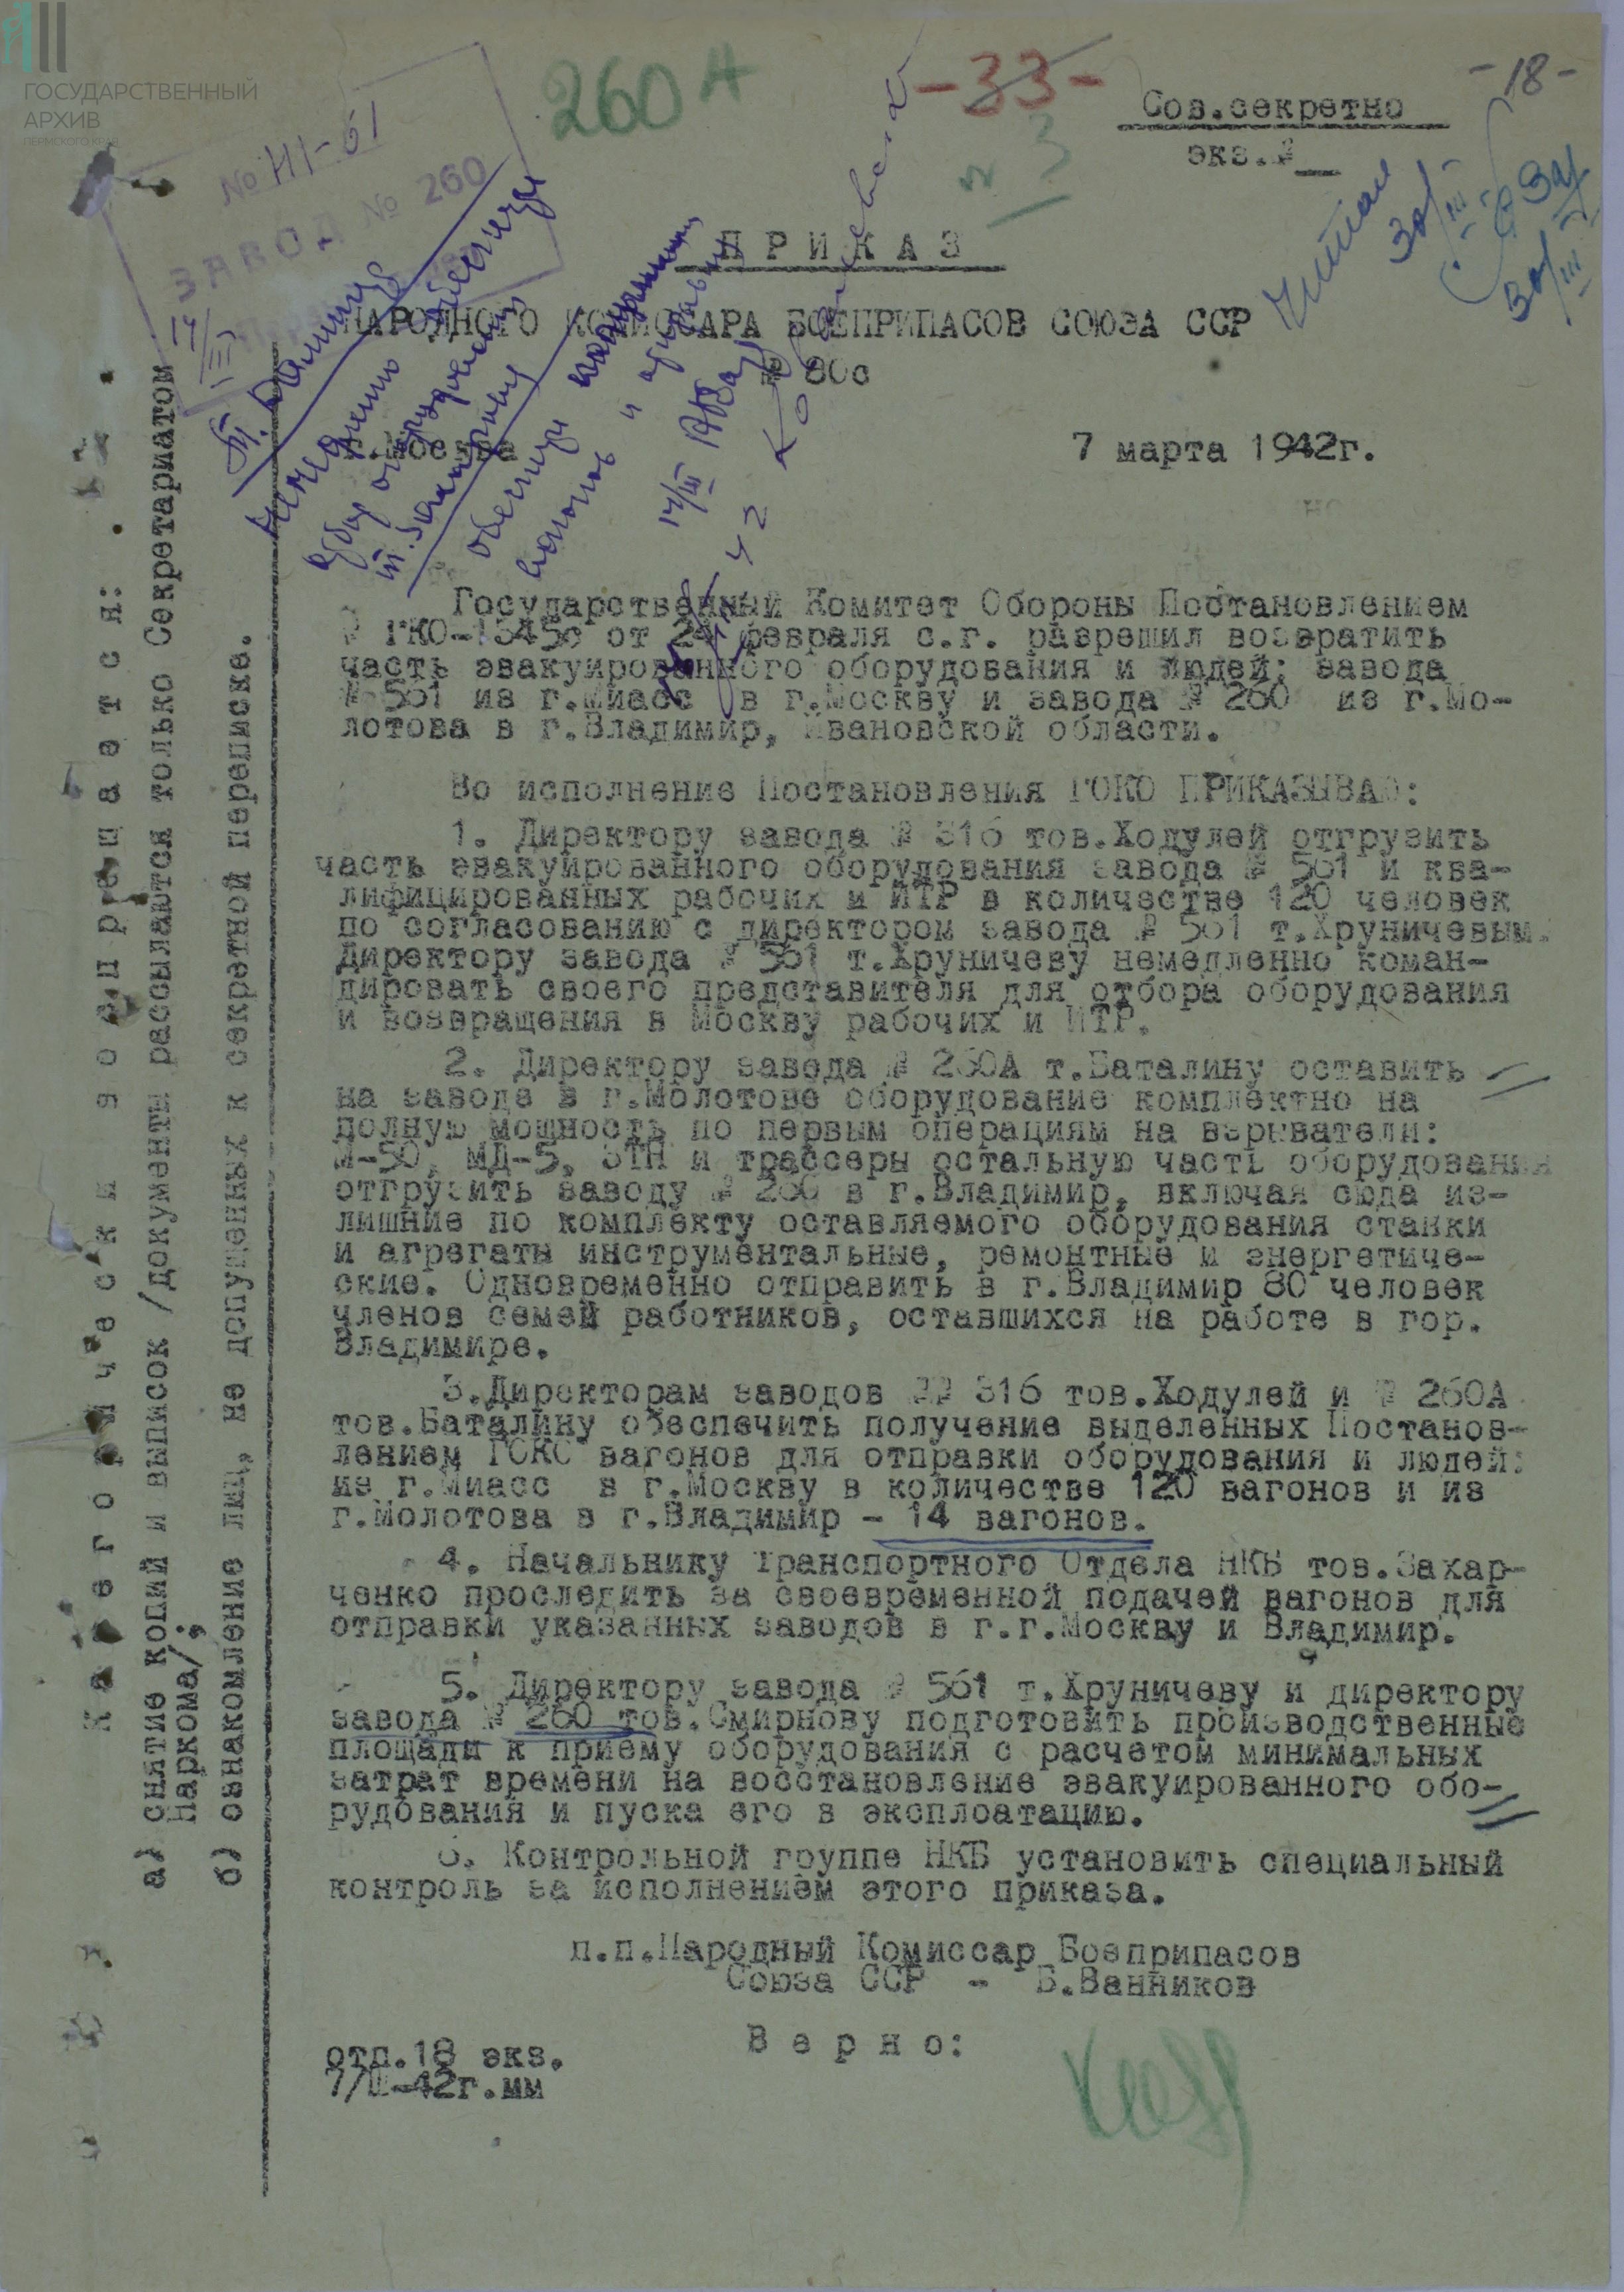 ГОСУДАРСТВЕННЫЙ
АРХИВ
ПЕРМСКОГО КРАЯ
260 А
-33-
-18-
Сов.секретно
экз.№
№ 3
№ НІ-61
ЗАВОД № 260
Читал
П Р И К А З
НАРОДНОГО КОМИССАРА БОЕПРИПАСОВ СОЮЗА ССР
№ 80с
г.Москва
7 марта 1942г.
Государственный Комитет Обороны Постановлением
№ ГКО-1345с от 24 февраля с.г. разрешил возвратить
часть эвакуированного оборудования и людей: завода
№ 561 из г.Миасс в г.Москву и завода № 260 из г.Мо-
лотова в г.Владимир, Ивановской области.
Во исполнение Постановления ГОКО ПРИКАЗЫВАЮ:
1. Директору завода № 316 тов.Ходулей отгрузить
часть эвакуированного оборудования завода № 561 и ква-
лифицированных рабочих и ИТР в количестве 120 человек
по согласованию с директором завода № 561 т.Хруничевым.
Директору завода № 561 т.Хруничеву немедленно коман-
дировать своего представителя для отбора оборудования
и возвращения в Москву рабочих и ИТР.
2. Директору завода № 260А т.Баталину оставить
на заводе в г.Молотове оборудование комплектно на
полную мощность по первым операциям на взрыватели:
М-50, МД-5, ЗТН и трассеры остальную часть оборудования
отгрузить заводу № 260 в г.Владимир, включая сюда из-
лишние по комплекту оставляемого оборудования станки
и агрегаты инструментальные, ремонтные и энергетиче-
ские. Одновременно отправить в г.Владимир 80 человек
членов семей работников, оставшихся на работе в гор.
Владимире.
3.Директорам заводов №№ 316 тов.Ходулей и № 260А
тов.Баталину обеспечить получение выделенных Постанов-
лением ГОКО вагонов для отправки оборудования и людей:
из г.Миасс в г.Москву в количестве 120 вагонов и из
г.Молотова в г.Владимир - 14 вагонов.
4. Начальнику Транспортного Отдела НКБ тов.Захар-
ченко проследить за своевременной подачей вагонов для
отправки указанных заводов в г.г.Москву и Владимир.
5. Директору завода № 561 т.Хруничеву и директору
завода № 260 тов.Смирнову подготовить производственные
площади к приему оборудования с расчетом минимальных
затрат времени на восстановление эвакуированного обо-
рудования и пуска его в эксплоатацию.
6. Контрольной группе НКБ установить специальный
контроль за исполнением этого приказа.
п.п.Народный Комиссар Боеприпасов
Союза ССР - Б.Ванников
В е р н о:
отп.18 экз.
7/Ш-42г.мм
К а т е г о р и ч е с к и з а п р е щ а е т с я:
а) снятие копий и выписок /документы рассылаются только Секретариатом
Наркома/;
б) ознакомление лиц, не допущенных к секретной переписке.